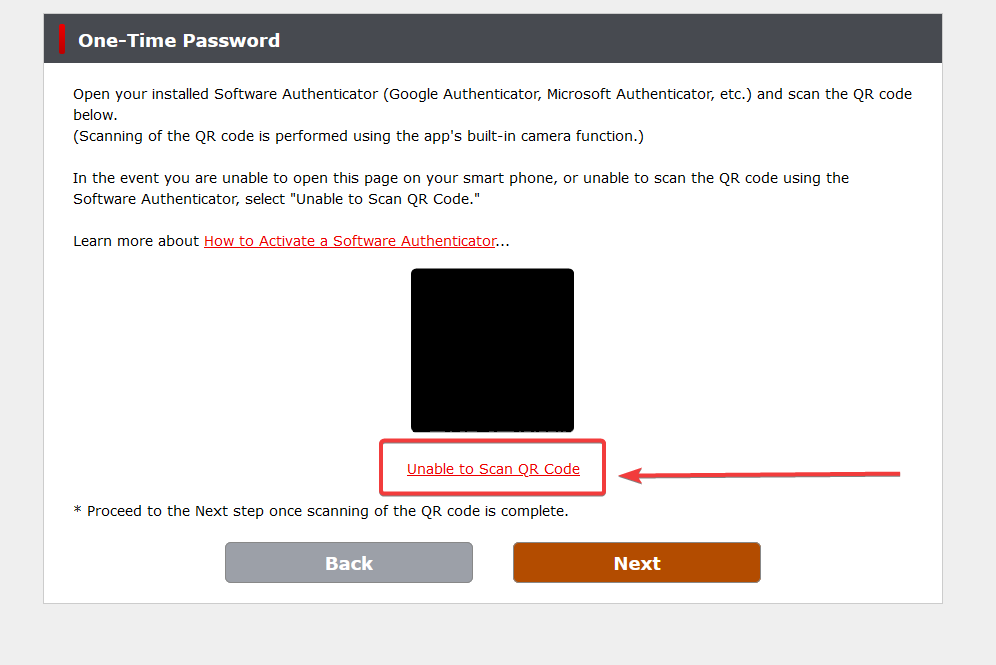 One-Time Password
Open your installed Software Authenticator (Google Authenticator, Microsoft Authenticator, etc.) and scan the QR code
below.
(Scanning of the QR code is performed using the app's built-in camera function.)
In the event you are unable to open this page on your smart phone, or unable to scan the QR code using the
Software Authenticator, select "Unable to Scan QR Code."
Learn more about How to Activate a Software Authenticator...
Unable to Scan QR Code
* Proceed to the Next step once scanning of the QR code is complete.
Back
Next